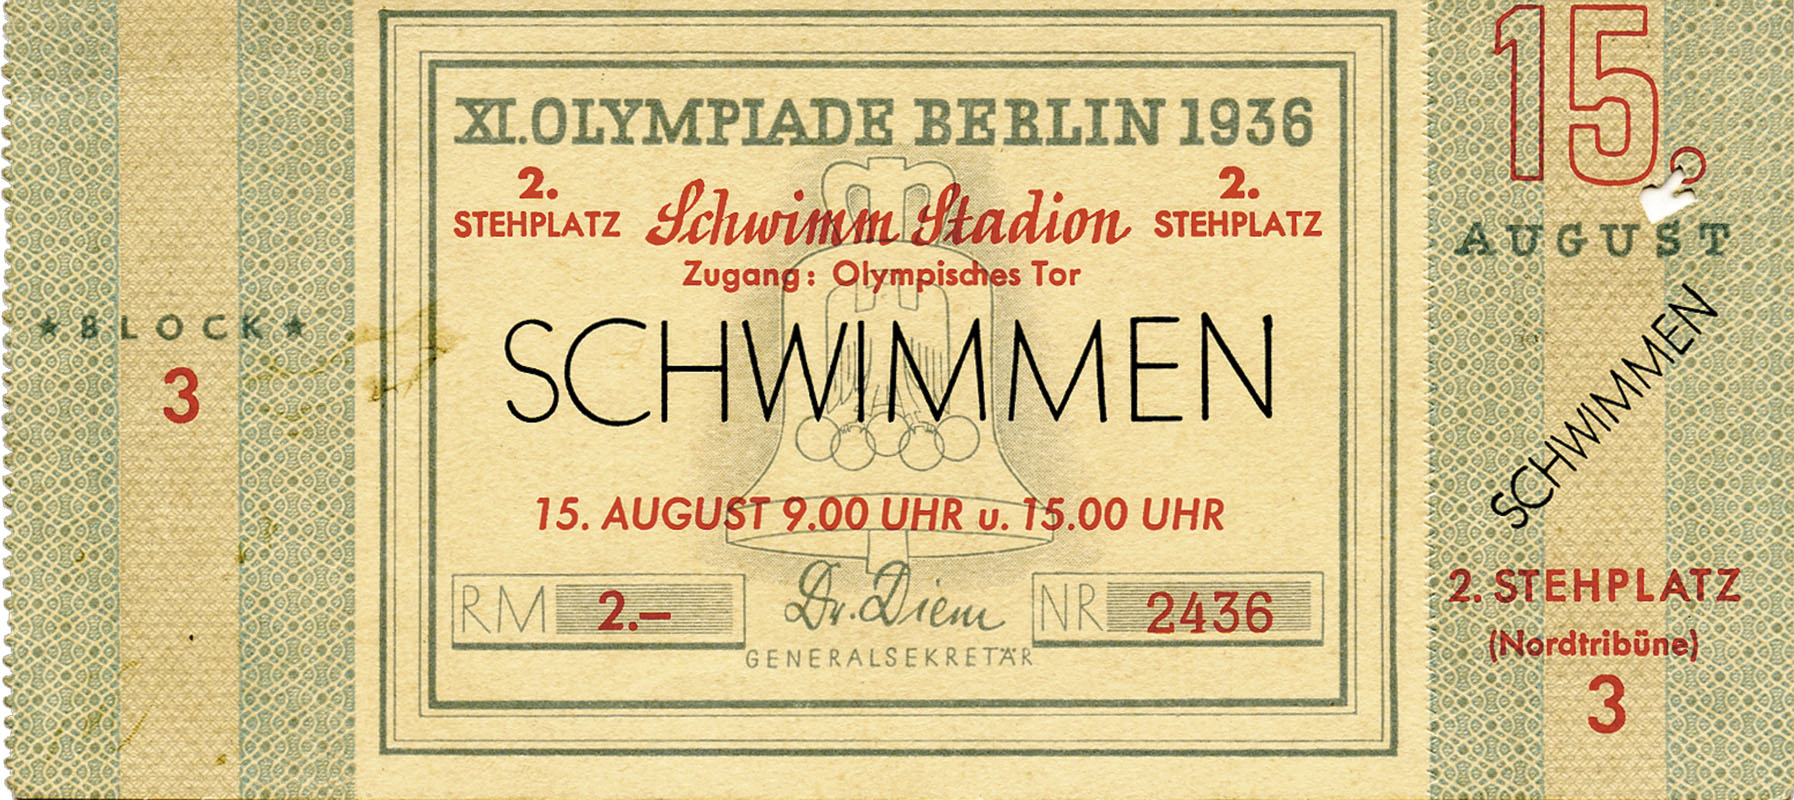 ★ BLOCK ★
3
XI. OLYMPIADE BERLIN 1936
2. STEHPLATZ
Schwimm Stadion
2. STEHPLATZ
Zugang: Olympisches Tor
SCHWIMMEN
15. AUGUST 9.00 UHR u. 15.00 UHR
RM 2.–
Dr. Diem
GENERALSEKRETÄR
NR 2436
15.
AUGUST
SCHWIMMEN
2. STEHPLATZ
(Nordtribüne)
3